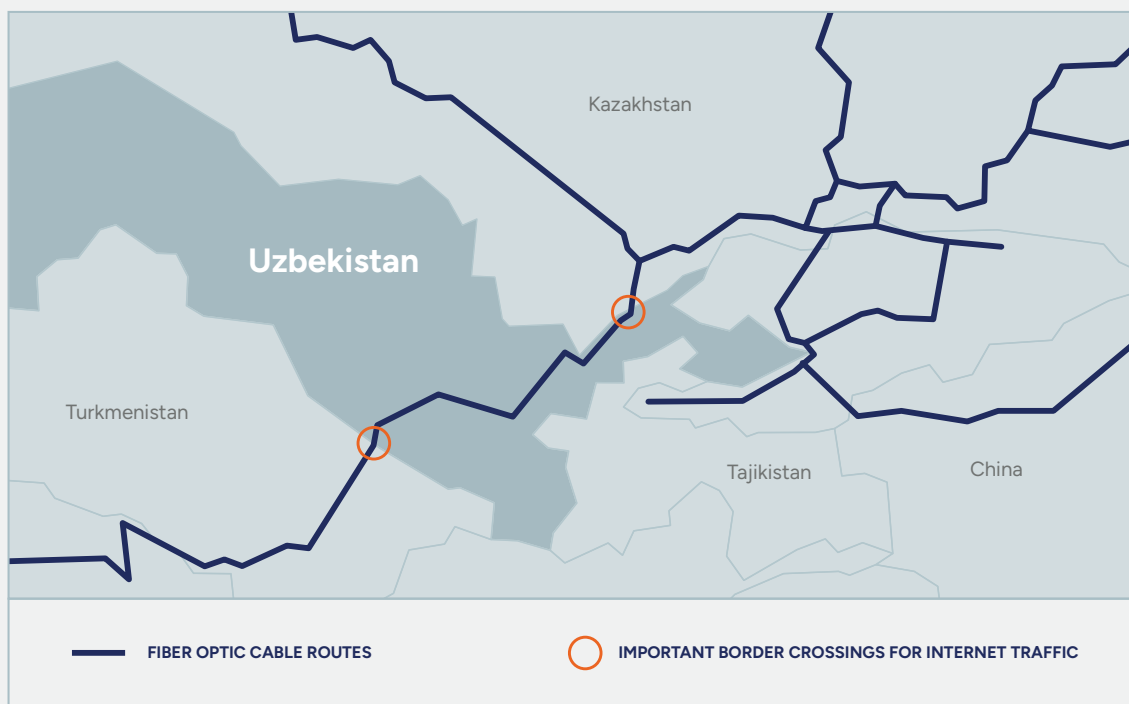 Kazakhstan
Uzbekistan
Turkmenistan
Tajikistan
China
FIBER OPTIC CABLE ROUTES
IMPORTANT BORDER CROSSINGS FOR INTERNET TRAFFIC